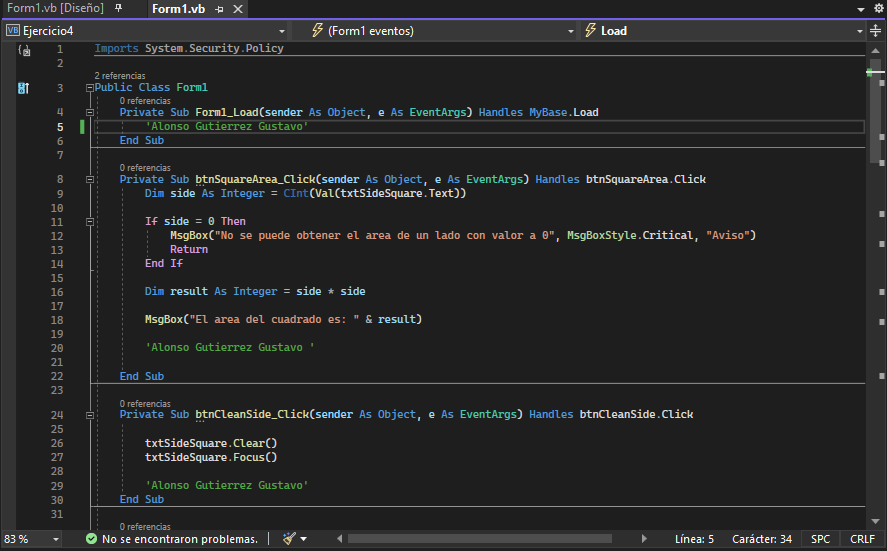 Form1.vb [Diseño]
Form1.vb
Ejercicio4
(Form1 eventos)
Load
1 Imports System.Security.Policy
2
2 referencias
3 Public Class Form1
0 referencias
4 Private Sub Form1_Load(sender As Object, e As EventArgs) Handles MyBase.Load
5 'Alonso Gutierrez Gustavo'
6 End Sub
7
0 referencias
8 Private Sub btnSquareArea_Click(sender As Object, e As EventArgs) Handles btnSquareArea.Click
9 Dim side As Integer = CInt(Val(txtSideSquare.Text))
10
11 If side = 0 Then
12 MsgBox("No se puede obtener el area de un lado con valor a 0", MsgBoxStyle.Critical, "Aviso")
13 Return
14 End If
15
16 Dim result As Integer = side * side
17
18 MsgBox("El area del cuadrado es: " & result)
19
20 'Alonso Gutierrez Gustavo '
21
22 End Sub
23
0 referencias
24 Private Sub btnCleanSide_Click(sender As Object, e As EventArgs) Handles btnCleanSide.Click
25
26 txtSideSquare.Clear()
27 txtSideSquare.Focus()
28
29 'Alonso Gutierrez Gustavo'
30 End Sub
31
0 referencias
83 %
No se encontraron problemas.
Línea: 5
Carácter: 34
SPC
CRLF